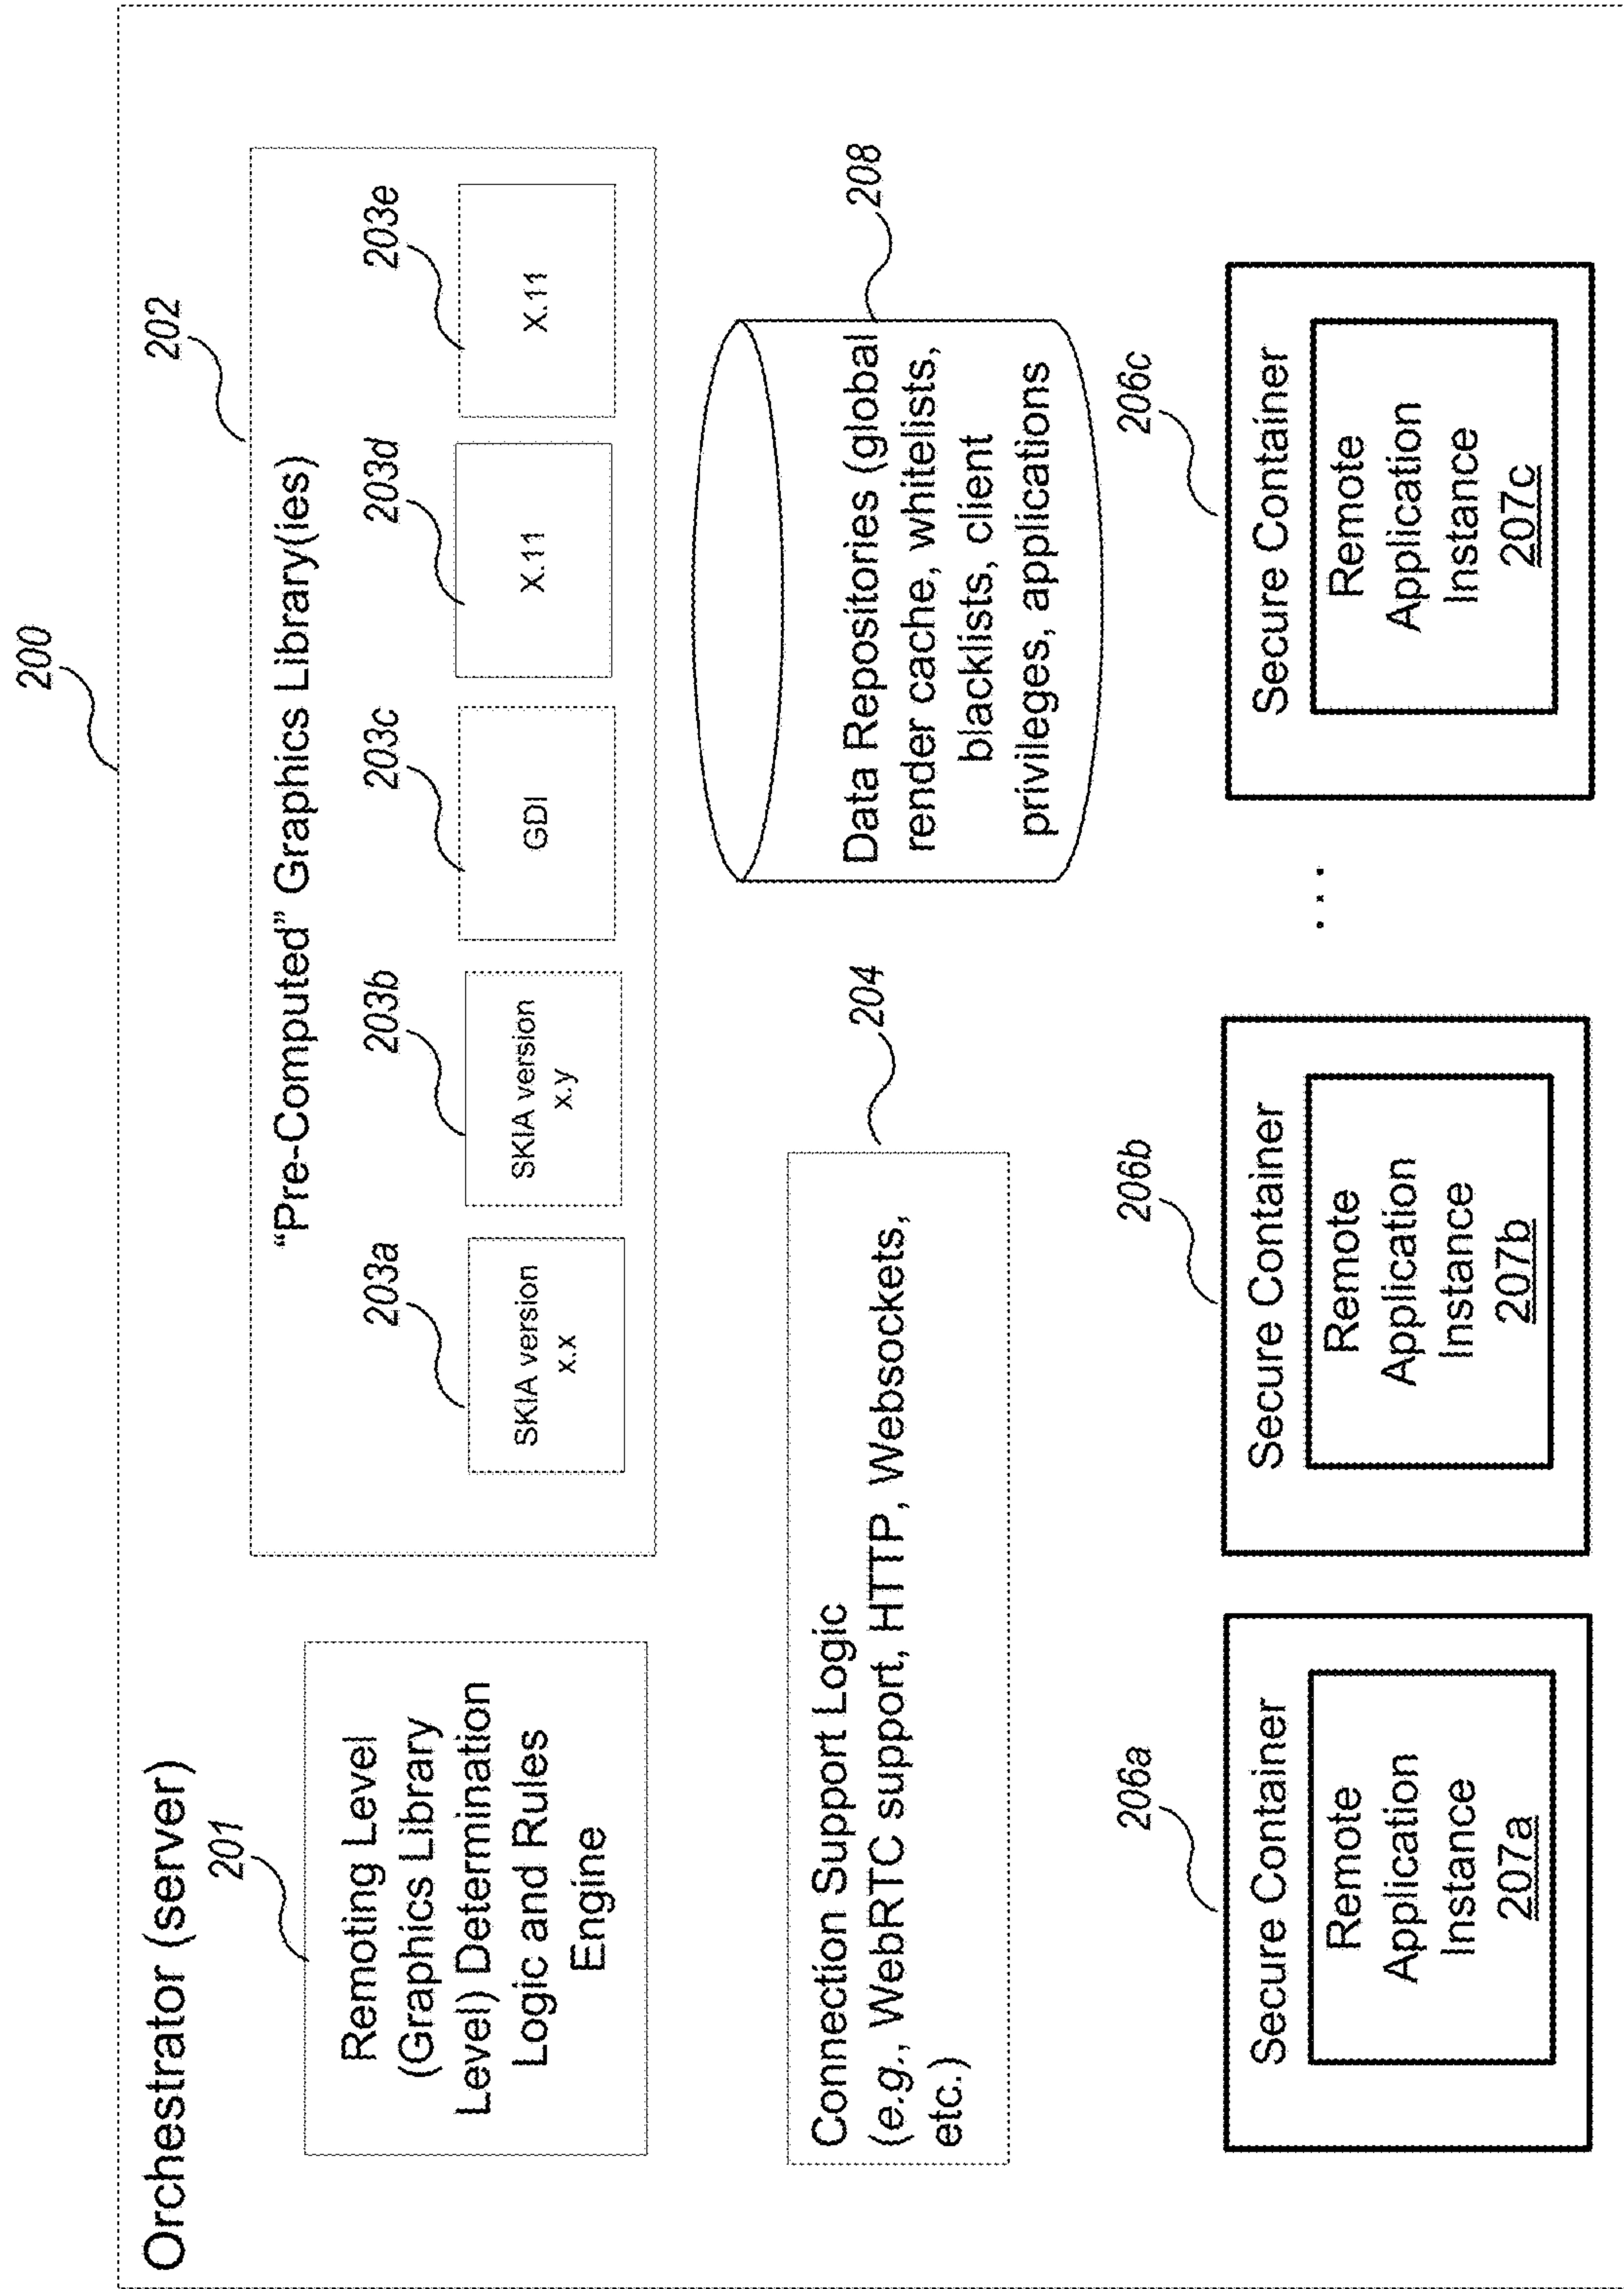 200
Orchestrator (server)
201
Remoting Level
(Graphics Library
Level) Determination
Logic and Rules
Engine
202
“Pre-Computed” Graphics Library(ies)
203a
SKIA version
x.x
203b
SKIA version
x.y
203c
GDI
203d
X.11
203e
X.11
204
Connection Support Logic
(e.g., WebRTC support, HTTP, Websockets,
etc.)
208
Data Repositories (global
render cache, whitelists,
blacklists, client
privileges, applications
206a
Secure Container
Remote
Application
Instance
207a
206b
Secure Container
Remote
Application
Instance
207b
. . .
206c
Secure Container
Remote
Application
Instance
207c